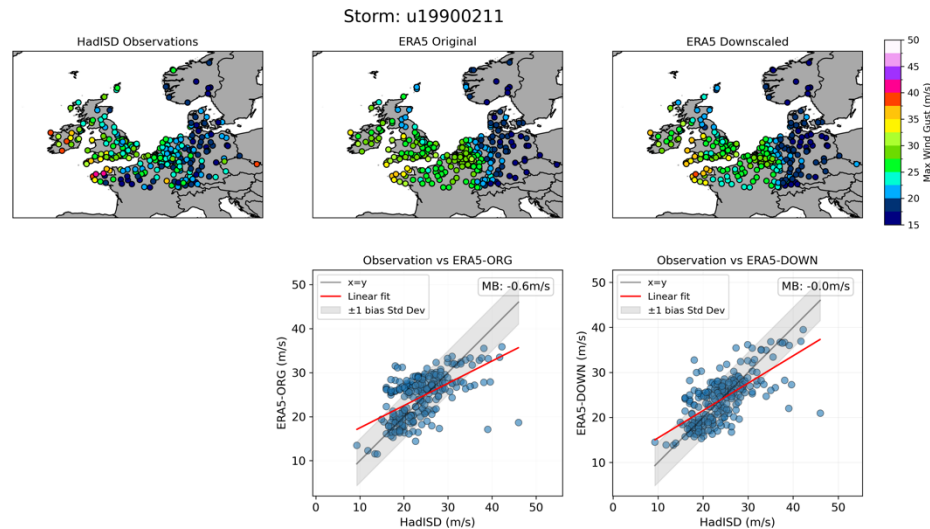 Storm: u19900211
HadISD Observations
ERA5 Original
ERA5 Downscaled
50
45
40
35
30
25
20
15
Max Wind Gust (m/s)
Observation vs ERA5-ORG
x=y
Linear fit
±1 bias Std Dev
MB: -0.6m/s
50
40
30
20
10
ERA5-ORG (m/s)
0 10 20 30 40 50
HadISD (m/s)
Observation vs ERA5-DOWN
x=y
Linear fit
±1 bias Std Dev
MB: -0.0m/s
50
40
30
20
10
ERA5-DOWN (m/s)
0 10 20 30 40 50
HadISD (m/s)